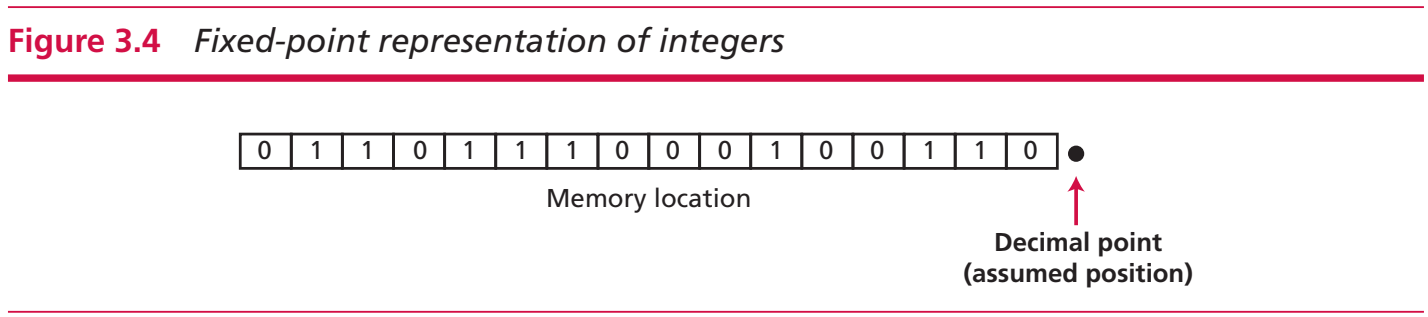 Figure 3.4 Fixed-point representation of integers
0 1 1 0 1 1 1 0 0 0 1 0 0 1 1 0
Memory location
Decimal point
(assumed position)